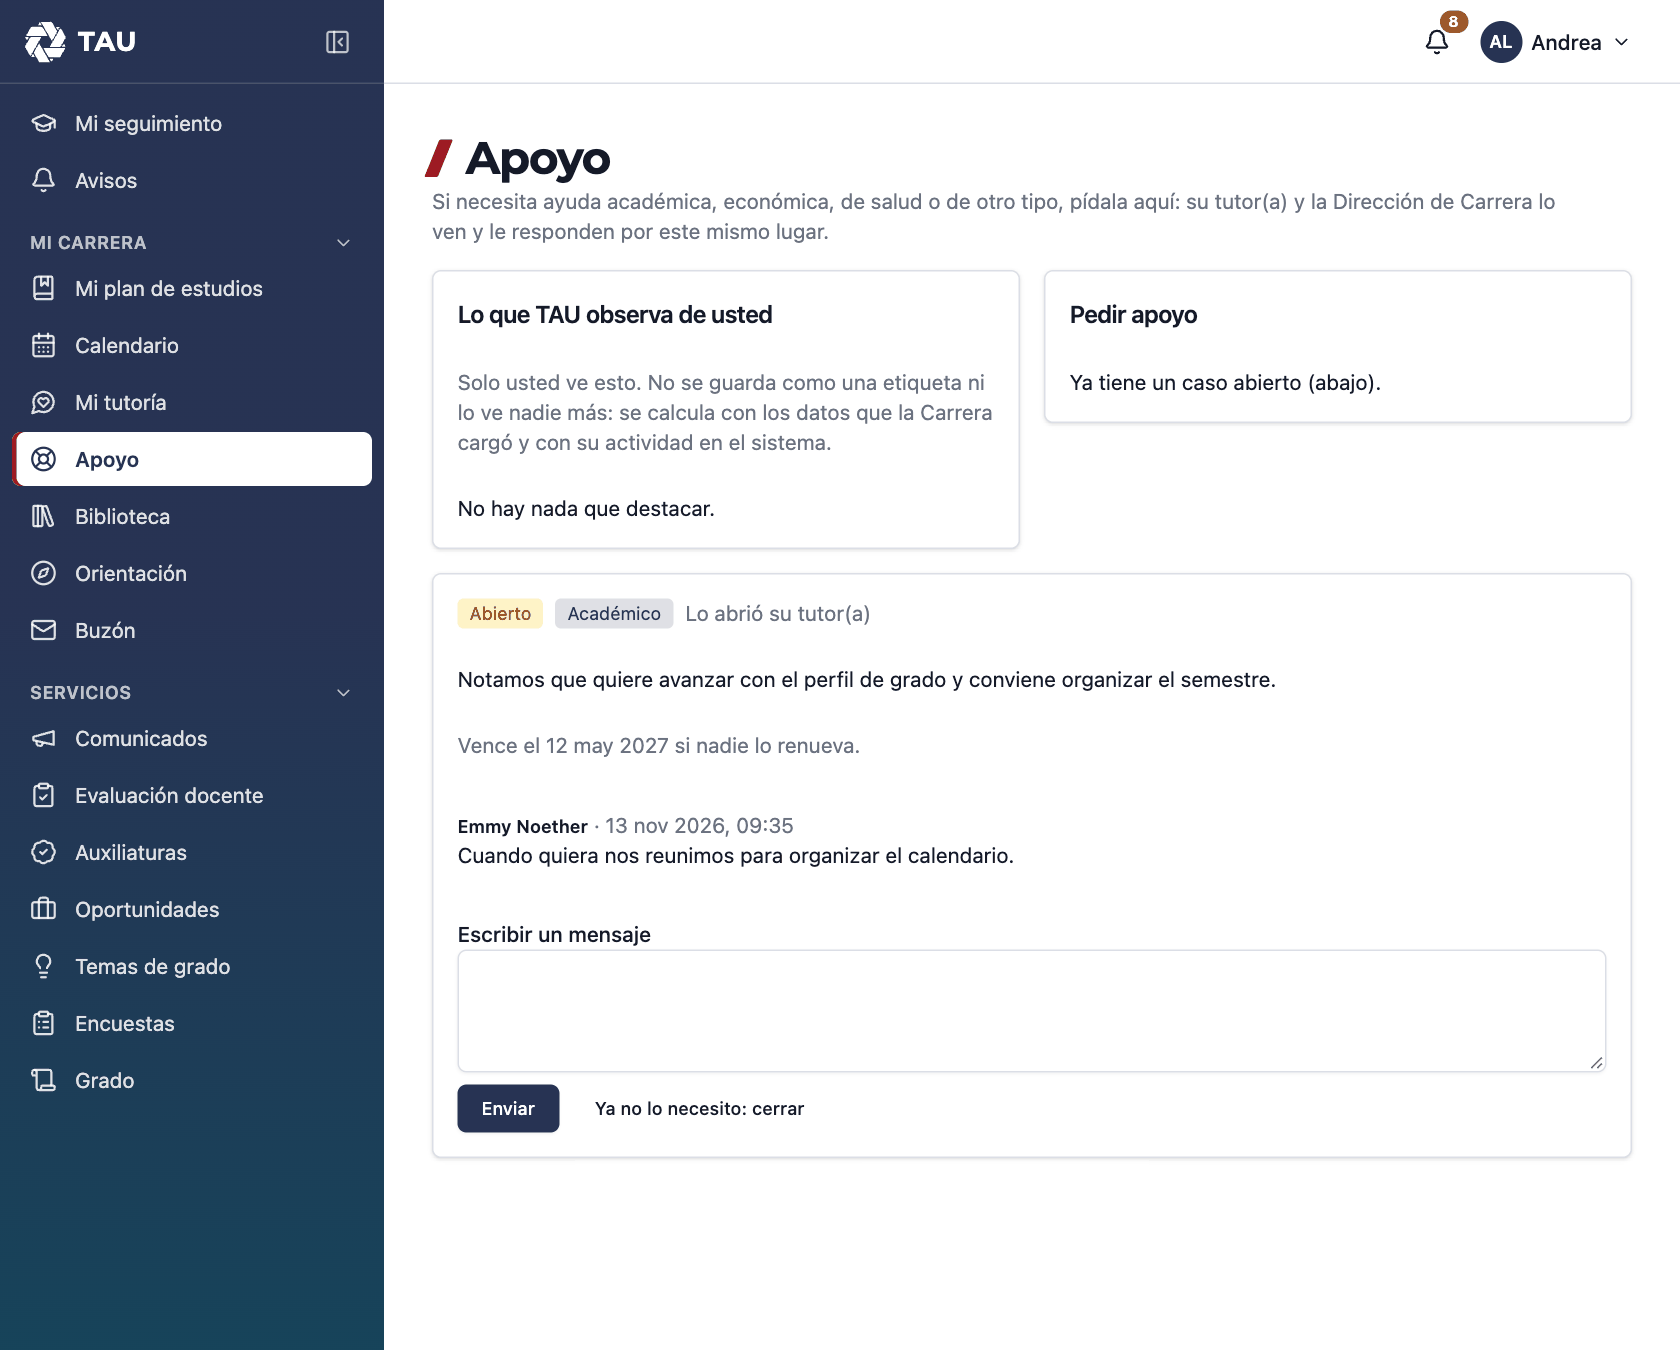 TAU
8
AL
Andrea
Mi seguimiento
Avisos
MI CARRERA
Mi plan de estudios
Calendario
Mi tutoría
Apoyo
Biblioteca
Orientación
Buzón
SERVICIOS
Comunicados
Evaluación docente
Auxiliaturas
Oportunidades
Temas de grado
Encuestas
Grado
Apoyo
Si necesita ayuda académica, económica, de salud o de otro tipo, pídala aquí: su tutor(a) y la Dirección de Carrera lo
ven y le responden por este mismo lugar.
Lo que TAU observa de usted
Solo usted ve esto. No se guarda como una etiqueta ni
lo ve nadie más: se calcula con los datos que la Carrera
cargó y con su actividad en el sistema.
No hay nada que destacar.
Pedir apoyo
Ya tiene un caso abierto (abajo).
Abierto Académico Lo abrió su tutor(a)
Notamos que quiere avanzar con el perfil de grado y conviene organizar el semestre.
Vence el 12 may 2027 si nadie lo renueva.
Emmy Noether · 13 nov 2026, 09:35
Cuando quiera nos reunimos para organizar el calendario.
Escribir un mensaje
Enviar
Ya no lo necesito: cerrar